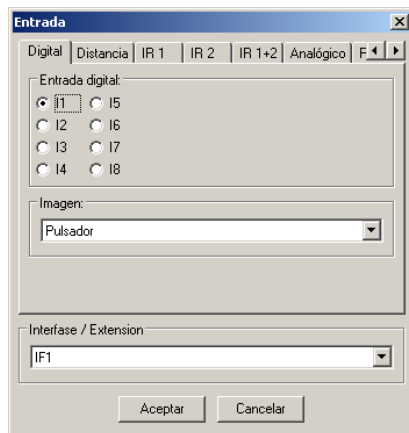 Entrada
Digital Distancia IR 1 IR 2 IR 1+2 Analógico
Entrada digital:
I1 I5
I2 I6
I3 I7
I4 I8
Imagen:
Pulsador
Interfase / Extension
IF1
Aceptar Cancelar